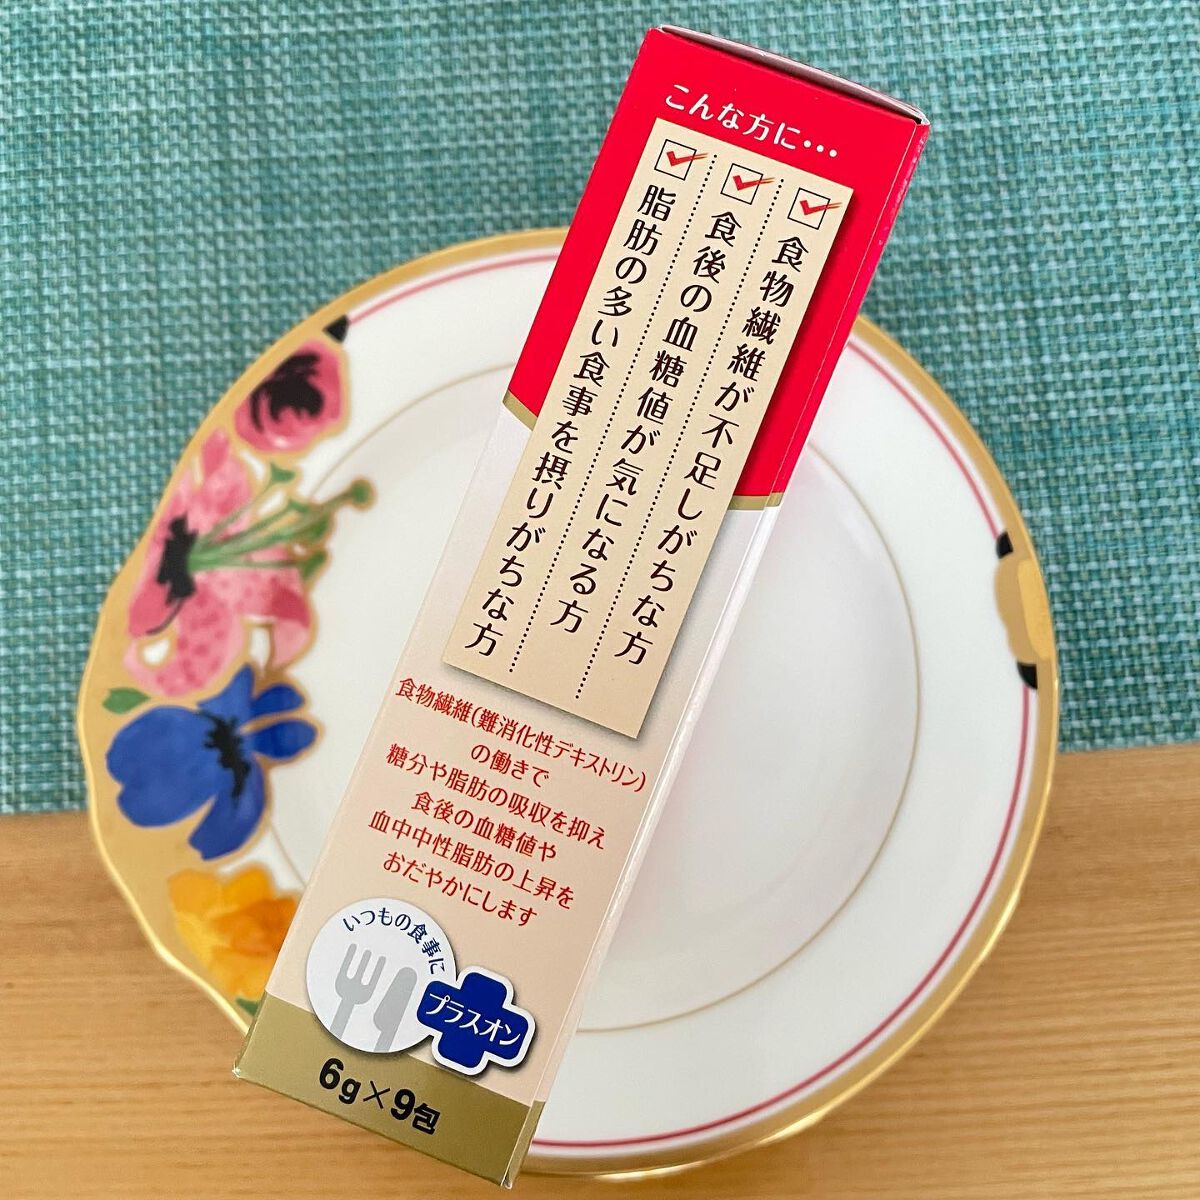 こんな方に…
食物繊維が不足しがちな方
食後の血糖値が気になる方
脂肪の多い食事を摂りがちな方
食物繊維(難消化性デキストリン)
の働きで
糖分や脂肪の吸収を抑え
食後の血糖値や
血中中性脂肪の上昇を
おだやかにします
いつもの食事に
プラスオン
6g×9包